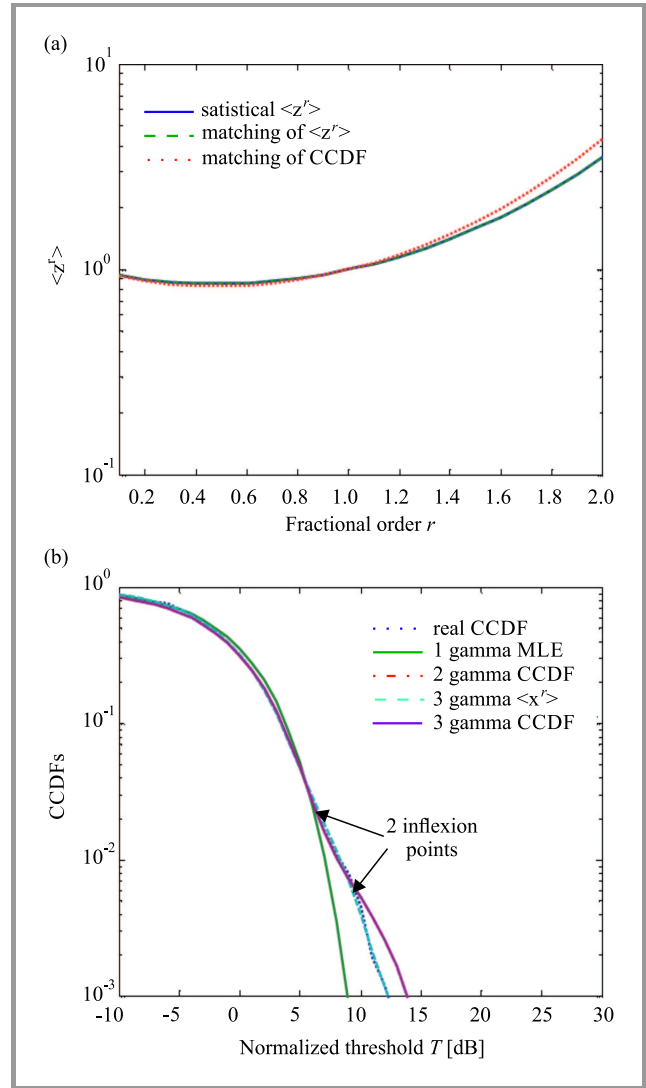 (a)
10^1
satistical <z^r>
matching of <z^r>
matching of CCDF
<z^r>
10^0
10^-1
0.2 0.4 0.6 0.8 1.0 1.2 1.4 1.6 1.8 2.0
Fractional order r
(b)
10^0
real CCDF
1 gamma MLE
2 gamma CCDF
3 gamma <x^r>
3 gamma CCDF
10^-1
CCDFs
2 inflexion
points
10^-2
10^-3
-10 -5 0 5 10 15 20 25 30
Normalized threshold T [dB]